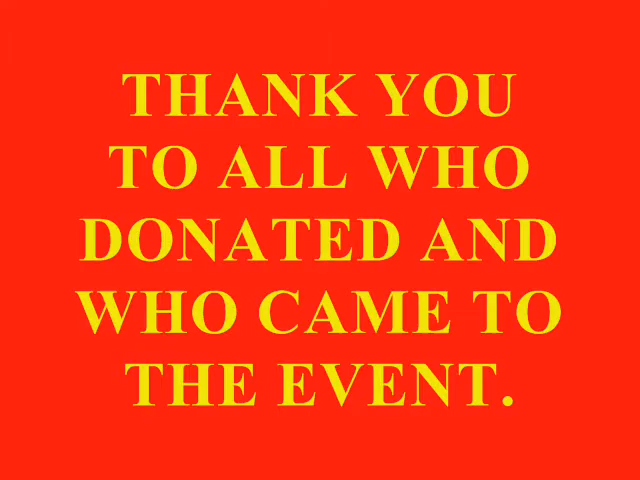 THANK YOU
TO ALL WHO
DONATED AND
WHO CAME TO
THE EVENT.